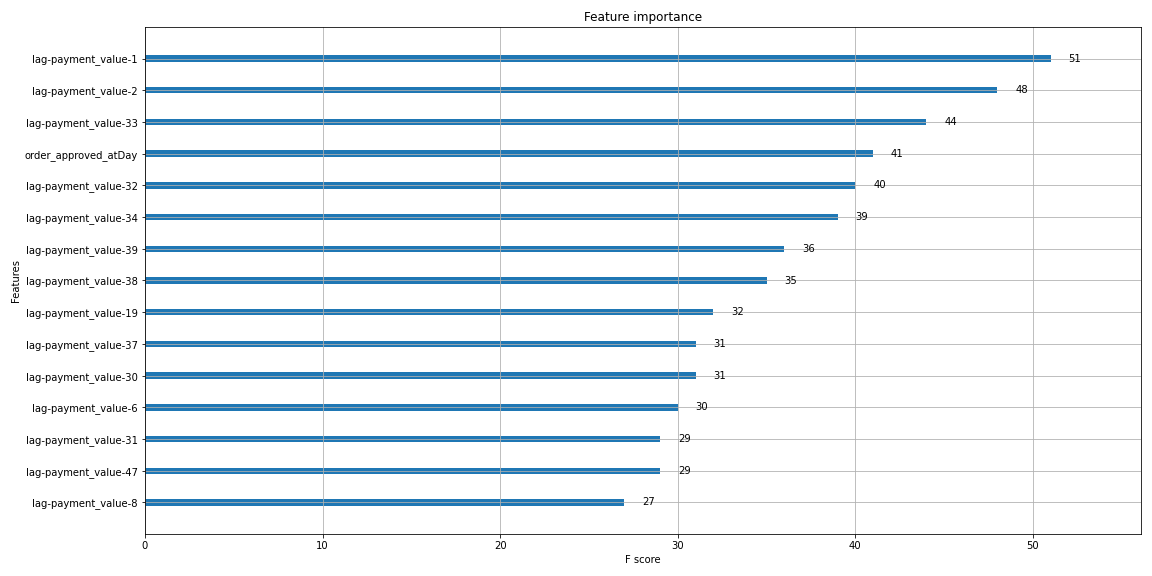 Feature importance
lag-payment_value-1 51
lag-payment_value-2 48
lag-payment_value-33 44
order_approved_atDay 41
lag-payment_value-32 40
lag-payment_value-34 39
lag-payment_value-39 36
lag-payment_value-38 35
lag-payment_value-19 32
lag-payment_value-37 31
lag-payment_value-30 31
lag-payment_value-6 30
lag-payment_value-31 29
lag-payment_value-47 29
lag-payment_value-8 27
Features
0 10 20 30 40 50
F score